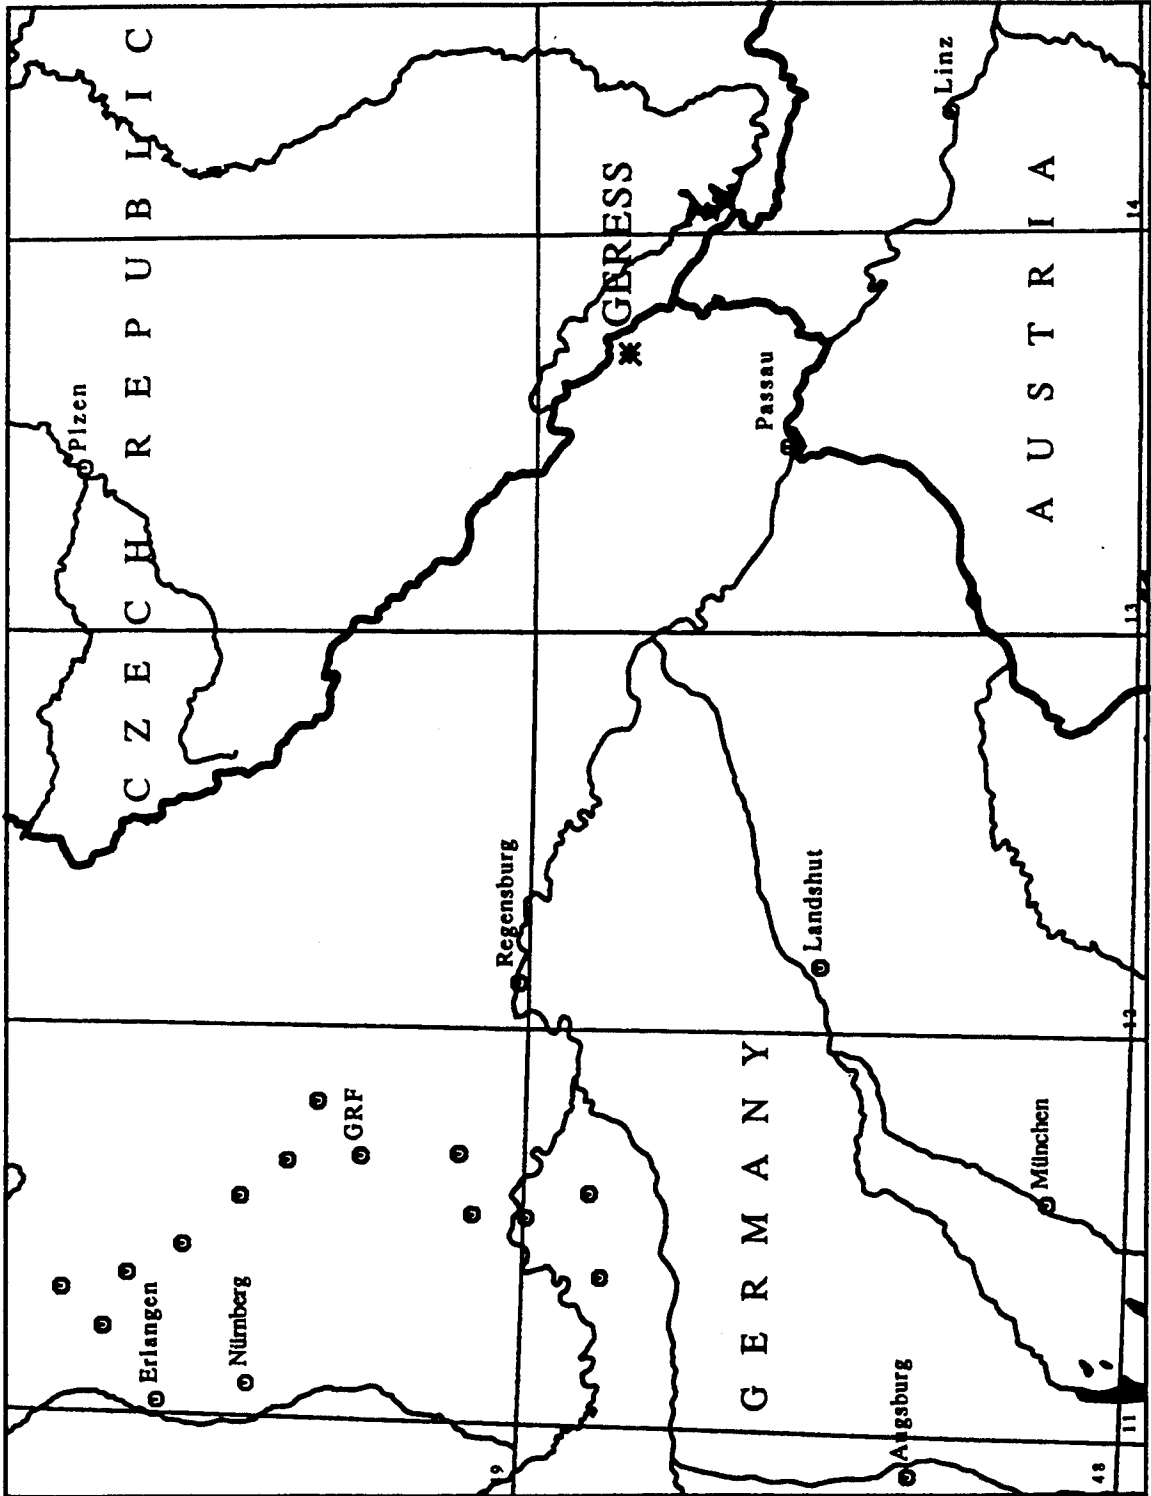 CZECH REPUBLIC
Plzen
GERESS
Linz
Passau
AUSTRIA
Regensburg
Landshut
GRF
Erlangen
Nürnberg
GERMANY
München
Augsburg
48
11
12
13
14